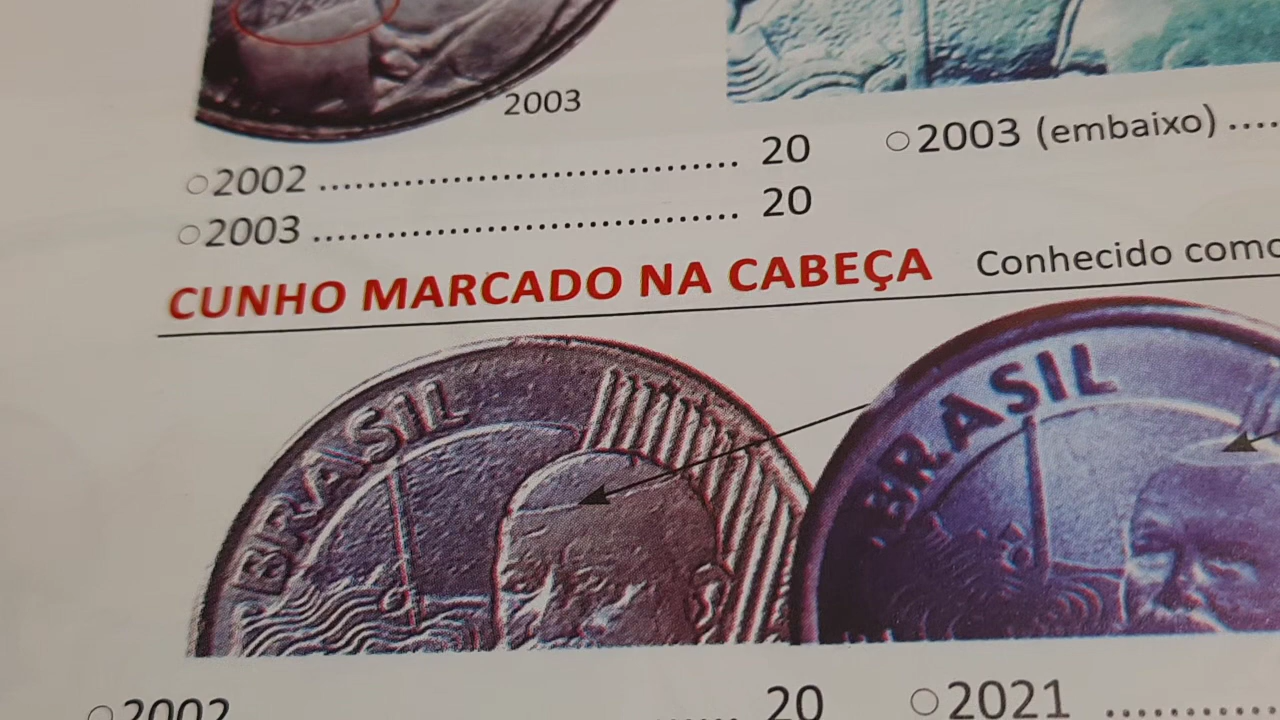 2003
○2002 .................................. 20
○2003 (embaixo) ....
○2003 .................................. 20
CUNHO MARCADO NA CABEÇA Conhecido como
BRASIL
BRASIL
○2002 ...... 20
○2021 ..........